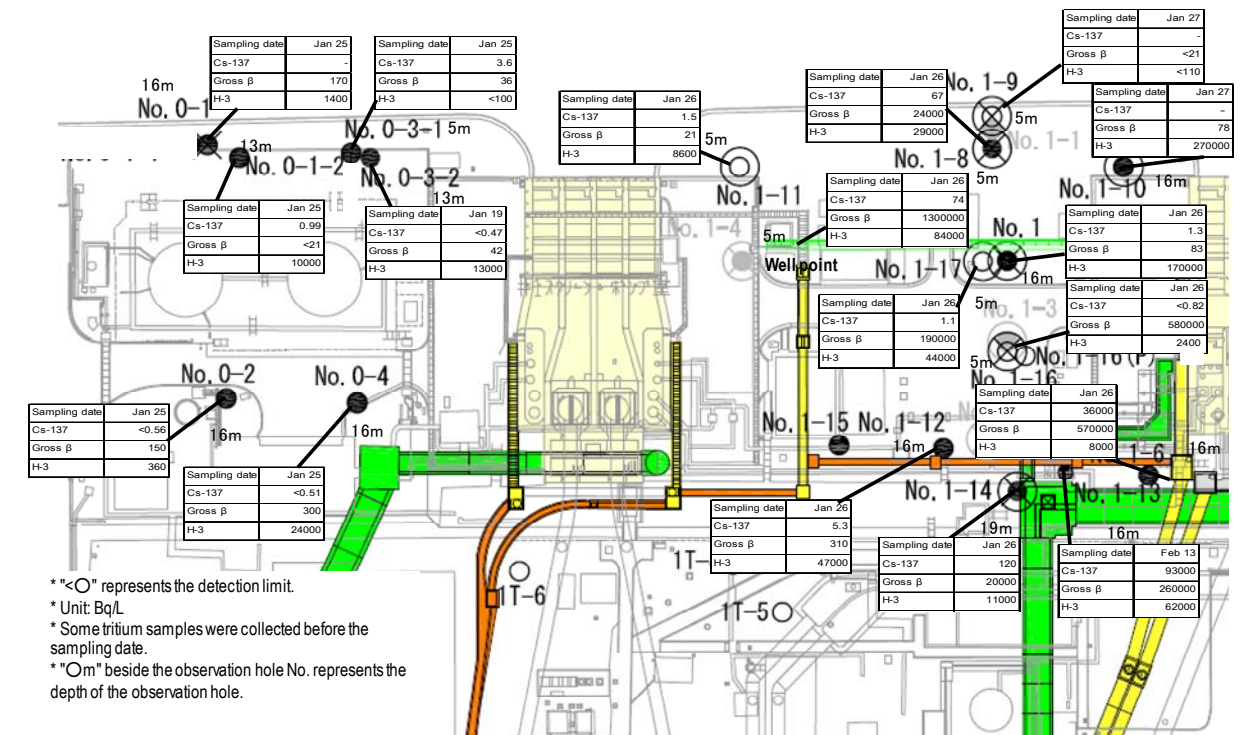 Sampling date Jan 25
Cs-137 -
Gross β 170
H-3 1400
Sampling date Jan 25
Cs-137 3.6
Gross β 36
H-3 <100
Sampling date Jan 26
Cs-137 1.5
Gross β 21
H-3 8600
Sampling date Jan 26
Cs-137 67
Gross β 24000
H-3 29000
Sampling date Jan 27
Cs-137 -
Gross β <21
H-3 <110
Sampling date Jan 27
Cs-137 –
Gross β 78
H-3 270000
16m
No. 0-1
No. 0-3-1 5m
13m
No. 0-1-2
No. 0-3-2
13m
5m
No. 1-11
No. 1-9
5m
No. 1-1
No. 1-8
5m
No. 1-10
16m
Sampling date Jan 25
Cs-137 0.99
Gross β <21
H-3 10000
Sampling date Jan 19
Cs-137 <0.47
Gross β 42
H-3 13000
Sampling date Jan 26
Cs-137 74
Gross β 1300000
H-3 84000
Sampling date Jan 26
Cs-137 1.3
Gross β 83
H-3 170000
5m
Well point
No. 1-17
No. 1
16m
5m
Sampling date Jan 26
Cs-137 1.1
Gross β 190000
H-3 44000
No. 1-3
Sampling date Jan 26
Cs-137 <0.82
Gross β 580000
H-3 2400
5m
No. 1-16(P)
No. 1-16
No. 0-2
16m
No. 0-4
16m
Sampling date Jan 25
Cs-137 <0.56
Gross β 150
H-3 360
Sampling date Jan 25
Cs-137 <0.51
Gross β 300
H-3 24000
No. 1-15
No. 1-12
16m
Sampling date Jan 26
Cs-137 36000
Gross β 570000
H-3 8000
16m
1-6
No. 1-14
No. 1-13
19m
16m
Sampling date Jan 26
Cs-137 5.3
Gross β 310
H-3 47000
Sampling date Jan 26
Cs-137 120
Gross β 20000
H-3 11000
Sampling date Feb 13
Cs-137 93000
Gross β 260000
H-3 62000
1T-6
1T-
1T-5
* "<○" represents the detection limit.
* Unit: Bq/L
* Some tritium samples were collected before the
sampling date.
* "○m" beside the observation hole No. represents the
depth of the observation hole.